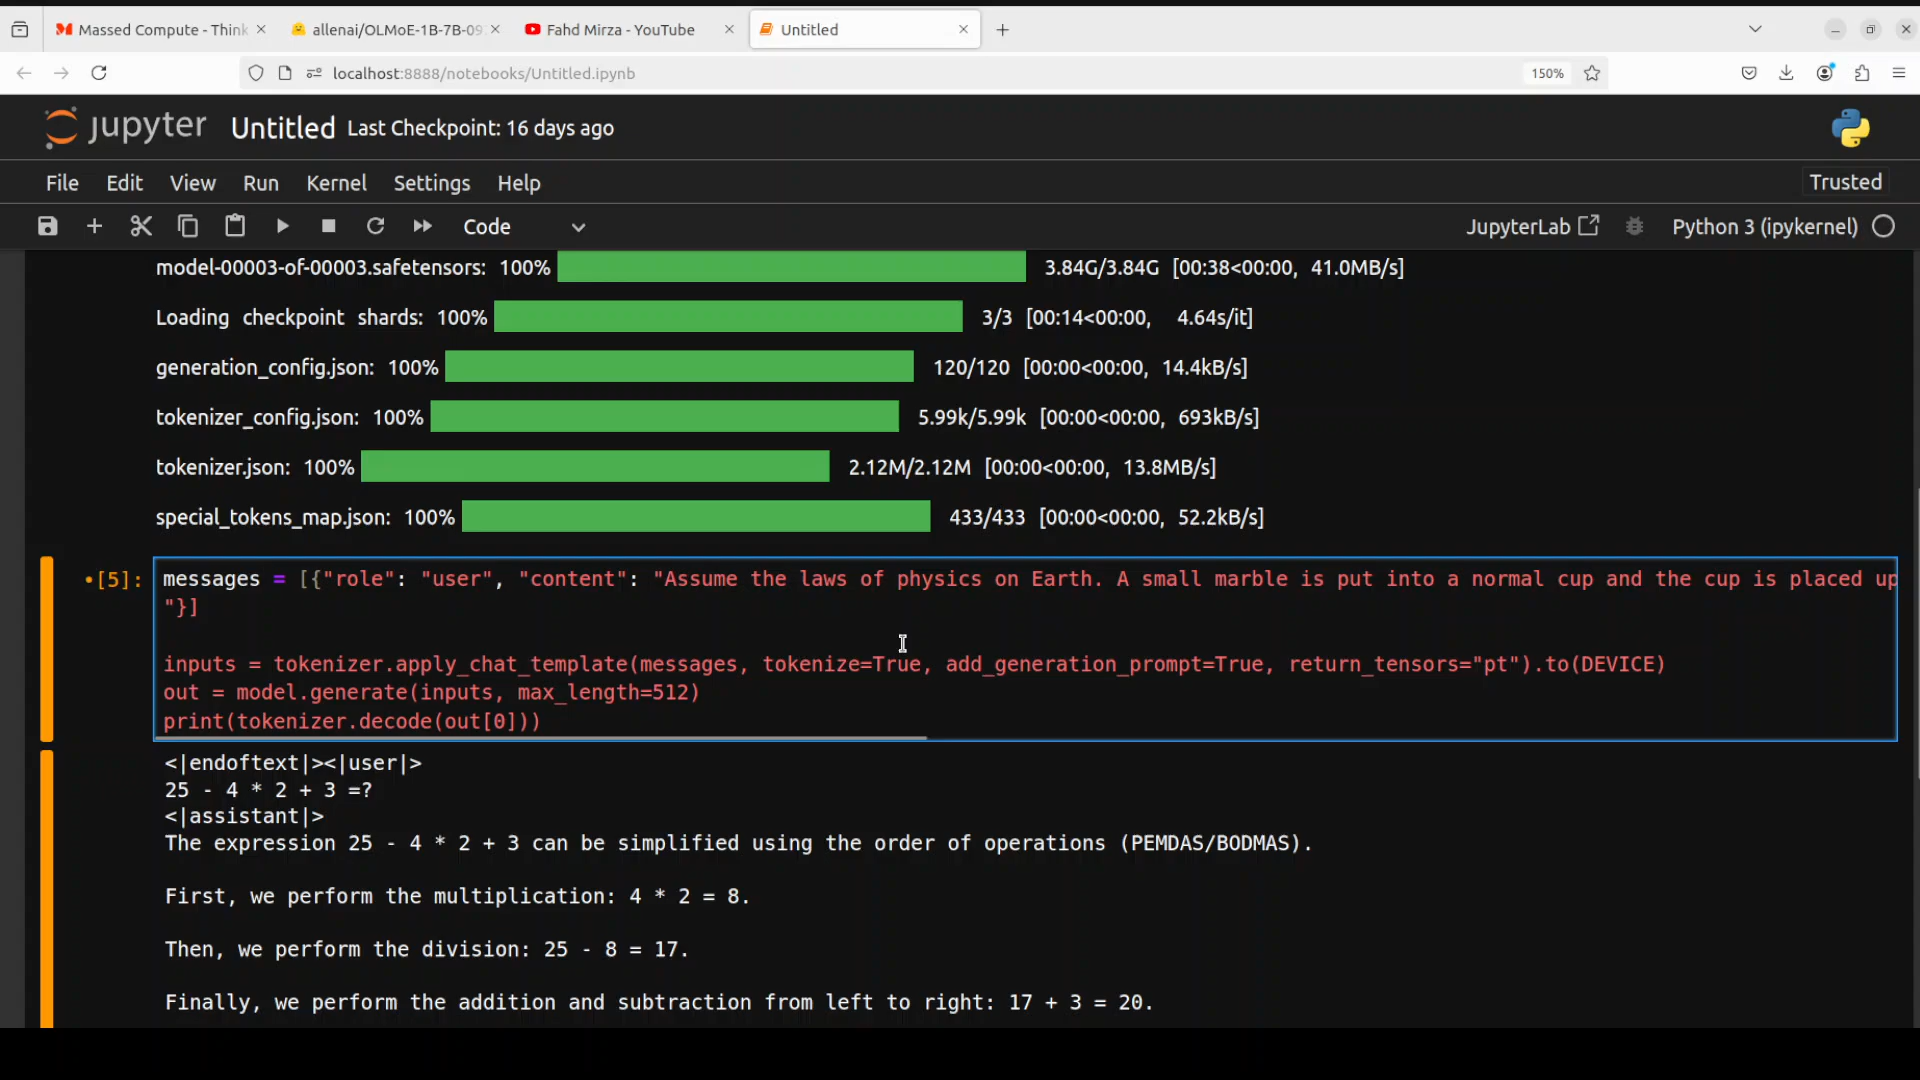 Massed Compute - Think
allenai/OLMoE-1B-7B-09
Fahd Mirza - YouTube
Untitled
localhost:8888/notebooks/Untitled.ipynb
150%
jupyter Untitled Last Checkpoint: 16 days ago
File Edit View Run Kernel Settings Help
Trusted
Code
JupyterLab
Python 3 (ipykernel)
model-00003-of-00003.safetensors: 100% 3.84G/3.84G [00:38<00:00, 41.0MB/s]
Loading checkpoint shards: 100% 3/3 [00:14<00:00, 4.64s/it]
generation_config.json: 100% 120/120 [00:00<00:00, 14.4kB/s]
tokenizer_config.json: 100% 5.99k/5.99k [00:00<00:00, 693kB/s]
tokenizer.json: 100% 2.12M/2.12M [00:00<00:00, 13.8MB/s]
special_tokens_map.json: 100% 433/433 [00:00<00:00, 52.2kB/s]
•[5]: messages = [{"role": "user", "content": "Assume the laws of physics on Earth. A small marble is put into a normal cup and the cup is placed up
"}]
inputs = tokenizer.apply_chat_template(messages, tokenize=True, add_generation_prompt=True, return_tensors="pt").to(DEVICE)
out = model.generate(inputs, max_length=512)
print(tokenizer.decode(out[0]))
<|endoftext|><|user|>
25 - 4 * 2 + 3 =?
<|assistant|>
The expression 25 - 4 * 2 + 3 can be simplified using the order of operations (PEMDAS/BODMAS).
First, we perform the multiplication: 4 * 2 = 8.
Then, we perform the division: 25 - 8 = 17.
Finally, we perform the addition and subtraction from left to right: 17 + 3 = 20.